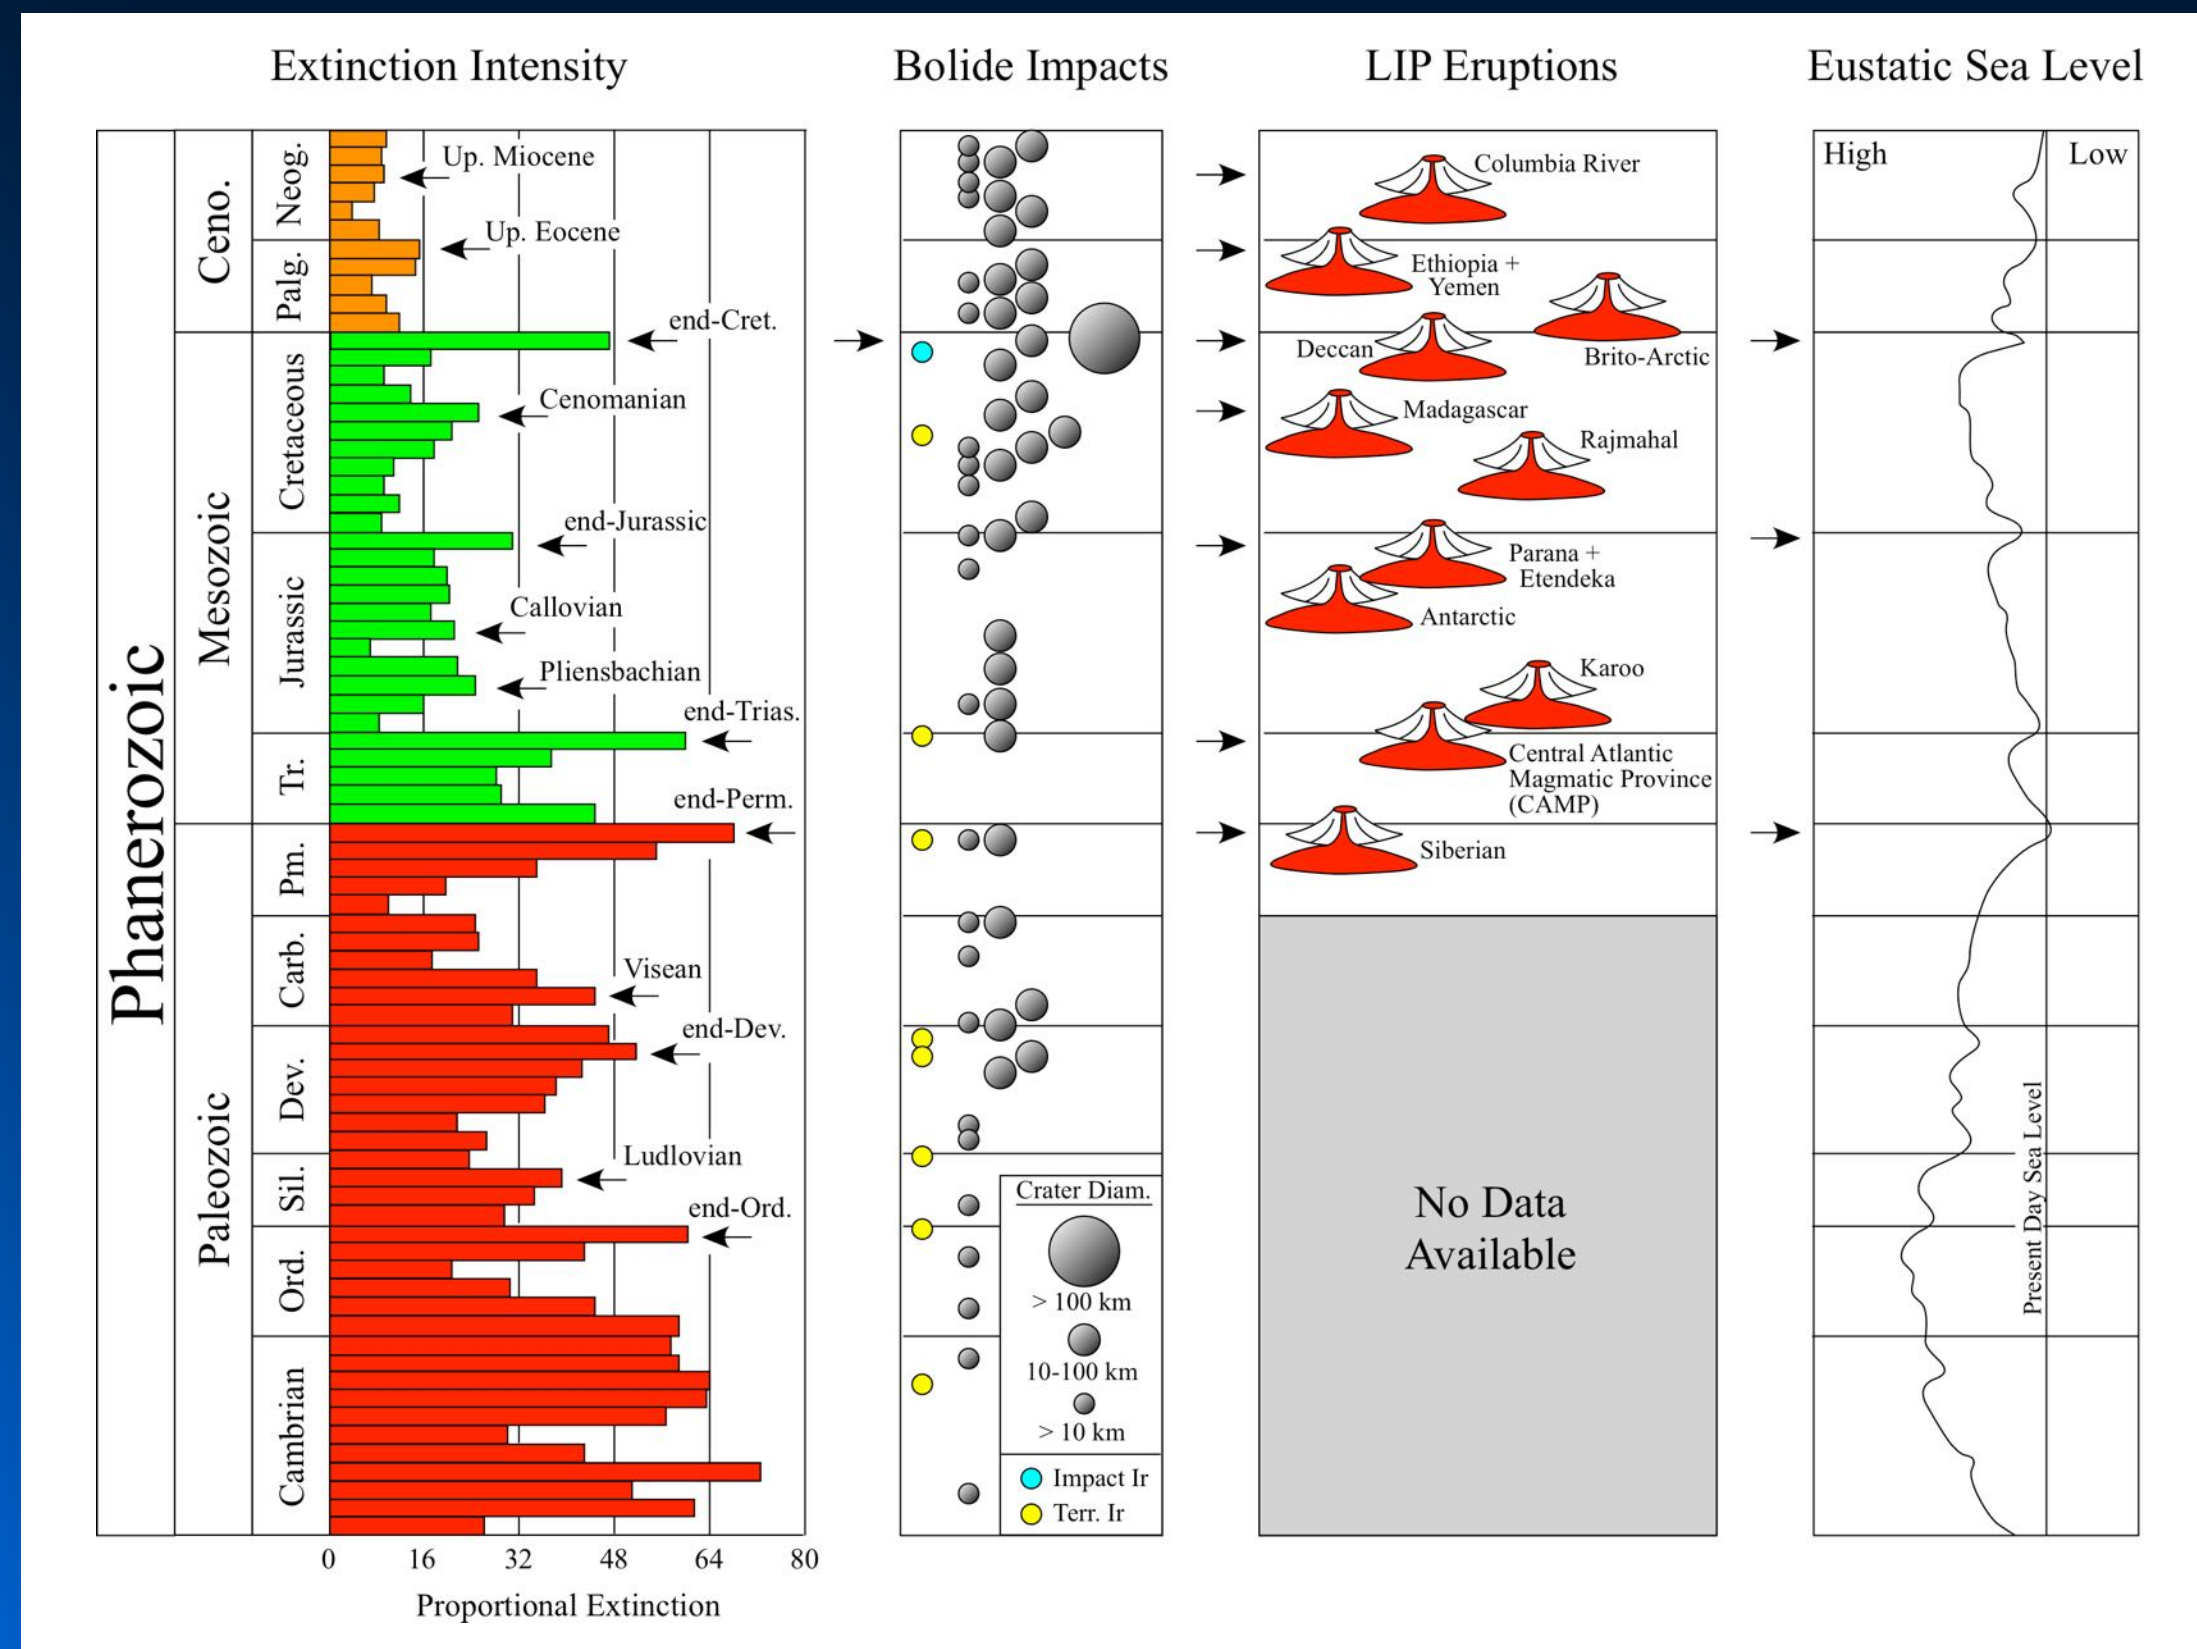 Extinction Intensity
Bolide Impacts
LIP Eruptions
Eustatic Sea Level
Phanerozoic
Ceno.
Mesozoic
Paleozoic
Neog.
Palg.
Cretaceous
Jurassic
Tr.
Pm.
Carb.
Dev.
Sil.
Ord.
Cambrian
Up. Miocene
Up. Eocene
end-Cret.
Cenomanian
end-Jurassic
Callovian
Pliensbachian
end-Trias.
end-Perm.
Visean
end-Dev.
Ludlovian
end-Ord.
0 16 32 48 64 80
Proportional Extinction
Crater Diam.
> 100 km
10-100 km
> 10 km
Impact Ir
Terr. Ir
Columbia River
Ethiopia +
Yemen
Brito-Arctic
Deccan
Madagascar
Rajmahal
Parana +
Etendeka
Antarctic
Karoo
Central Atlantic
Magmatic Province
(CAMP)
Siberian
No Data
Available
High
Low
Present Day Sea Level